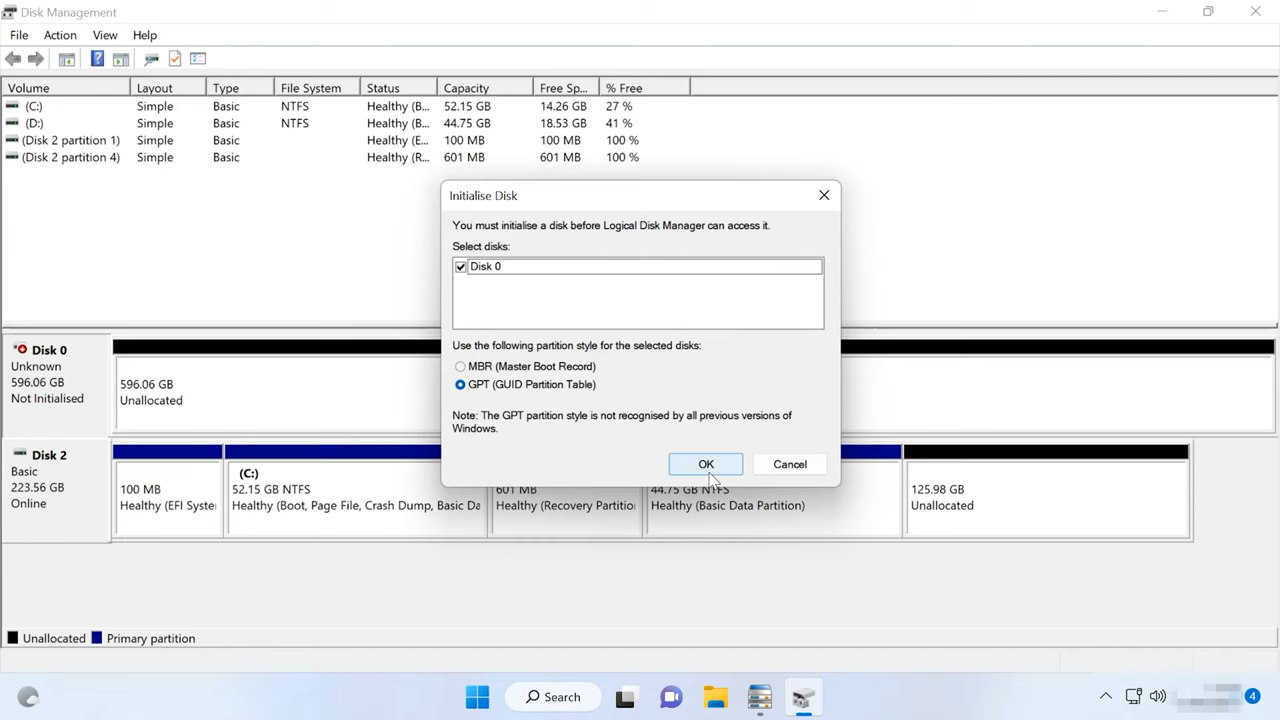 Disk Management
File Action View Help
Volume Layout Type File System Status Capacity Free Sp... % Free
(C:) Simple Basic NTFS Healthy (B... 52.15 GB 14.26 GB 27 %
(D:) Simple Basic NTFS Healthy (B... 44.75 GB 18.53 GB 41 %
(Disk 2 partition 1) Simple Basic Healthy (E... 100 MB 100 MB 100 %
(Disk 2 partition 4) Simple Basic Healthy (R... 601 MB 601 MB 100 %
Initialise Disk
You must initialise a disk before Logical Disk Manager can access it.
Select disks:
Disk 0
Use the following partition style for the selected disks:
MBR (Master Boot Record)
GPT (GUID Partition Table)
Note: The GPT partition style is not recognised by all previous versions of
Windows.
OK Cancel
Disk 0
Unknown
596.06 GB
Not Initialised
596.06 GB
Unallocated
Disk 2
Basic
223.56 GB
Online
100 MB
Healthy (EFI Syste
(C:)
52.15 GB NTFS
Healthy (Boot, Page File, Crash Dump, Basic Da
601 MB
Healthy (Recovery Partitio
44.75 GB NTFS
Healthy (Basic Data Partition)
125.98 GB
Unallocated
Unallocated Primary partition
Search
4